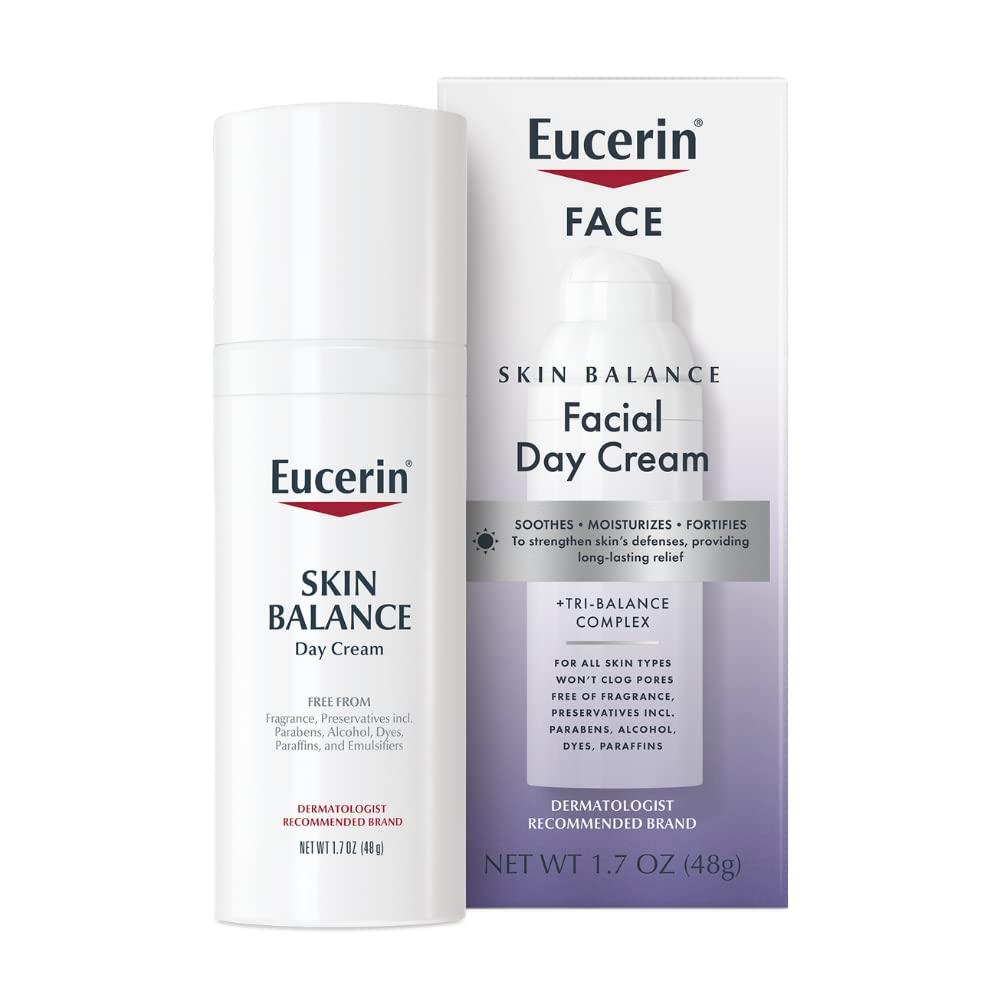 Eucerin®
SKIN
BALANCE
Day Cream
FREE FROM
Fragrance, Preservatives incl.
Parabens, Alcohol, Dyes,
Paraffins, and Emulsifiers
DERMATOLOGIST
RECOMMENDED BRAND
NET WT 1.7 OZ (48g)
Eucerin®
FACE
SKIN BALANCE
Facial
Day Cream
SOOTHES • MOISTURIZES • FORTIFIES
To strengthen skin's defenses, providing
long-lasting relief
+TRI-BALANCE
COMPLEX
FOR ALL SKIN TYPES
WON'T CLOG PORES
FREE OF FRAGRANCE,
PRESERVATIVES INCL.
PARABENS, ALCOHOL,
DYES, PARAFFINS
DERMATOLOGIST
RECOMMENDED BRAND
NET WT 1.7 OZ (48g)